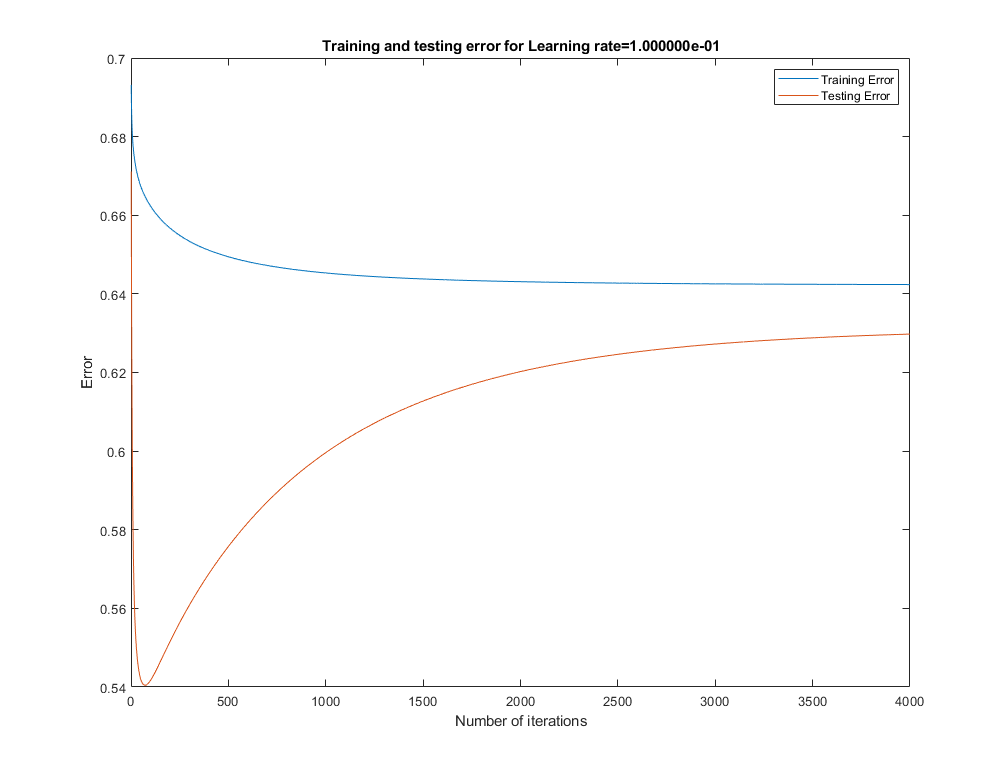 Training and testing error for Learning rate=1.000000e-01
0.7
0.68
0.66
0.64
0.62
0.6
0.58
0.56
0.54
Error
Training Error
Testing Error
0 500 1000 1500 2000 2500 3000 3500 4000
Number of iterations